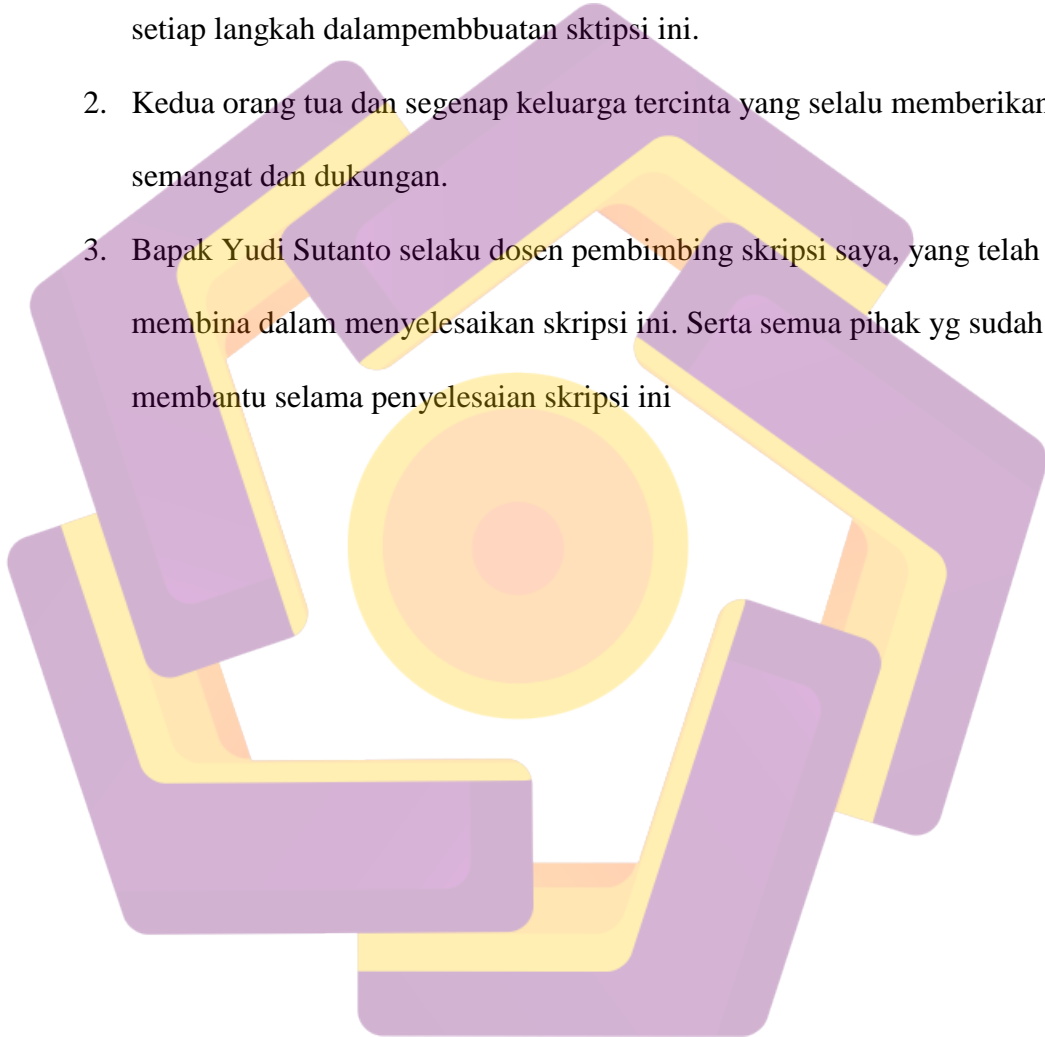 setiap langkah dalampembbuatan sktipsi ini.
2. Kedua orang tua dan segenap keluarga tercinta yang selalu memberikan
semangat dan dukungan.
3. Bapak Yudi Sutanto selaku dosen pembimbing skripsi saya, yang telah
membina dalam menyelesaikan skripsi ini. Serta semua pihak yg sudah
membantu selama penyelesaian skripsi ini